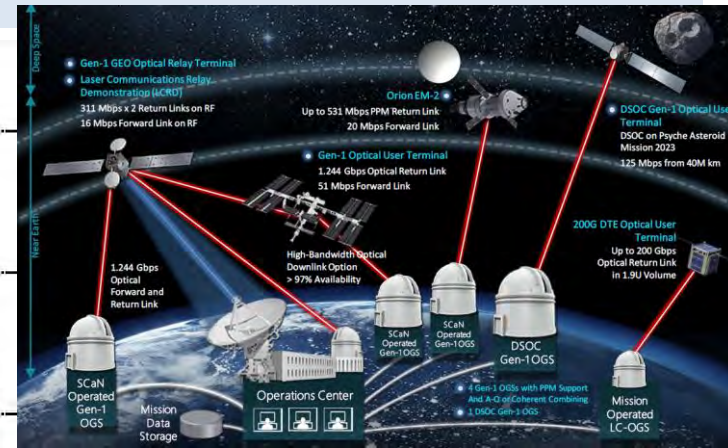 Deep Space
Near Earth
Gen-1 GEO Optical Relay Terminal
Laser Communications Relay
Demonstration (LCRD)
311 Mbps x 2 Return Links on RF
16 Mbps Forward Link on RF
Orion EM-2
Up to 531 Mbps PPM Return Link
20 Mbps Forward Link
DSOC Gen-1 Optical User
Terminal
DSOC on Psyche Asteroid
Mission 2023
125 Mbps from 40M km
Gen-1 Optical User Terminal
1.244 Gbps Optical Return Link
51 Mbps Forward Link
200G DTE Optical User
Terminal
Up to 200 Gbps
Optical Return Link
in 1.9U Volume
High-Bandwidth Optical
Downlink Option
> 97% Availability
1.244 Gbps
Optical
Forward and
Return Link
SCaN
Operated
Gen-1
OGS
Operations Center
Mission
Data
Storage
SCaN
Operated
Gen-1OGS
SCaN
Operated
Gen-1OGS
DSOC
Gen-1OGS
Mission
Operated
LC-OGS
4 Gen-1 OGSs with PPM Support
And A-O or Coherent Combining
1 DSOC Gen-1 OGS